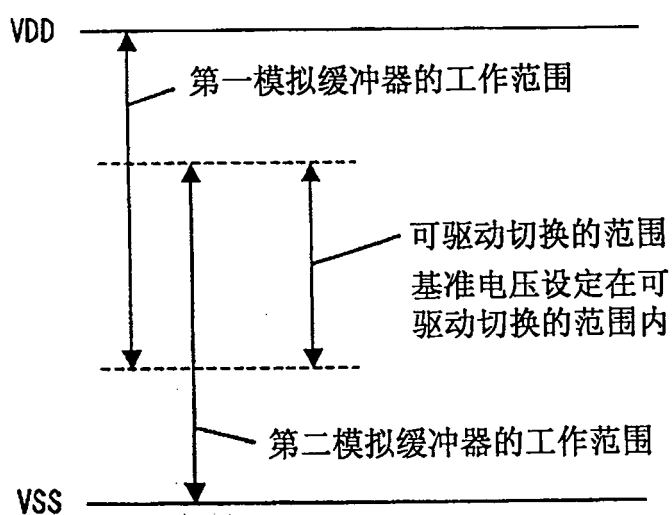 VDD
第一模拟缓冲器的工作范围
可驱动切换的范围
基准电压设定在可
驱动切换的范围内
第二模拟缓冲器的工作范围
VSS